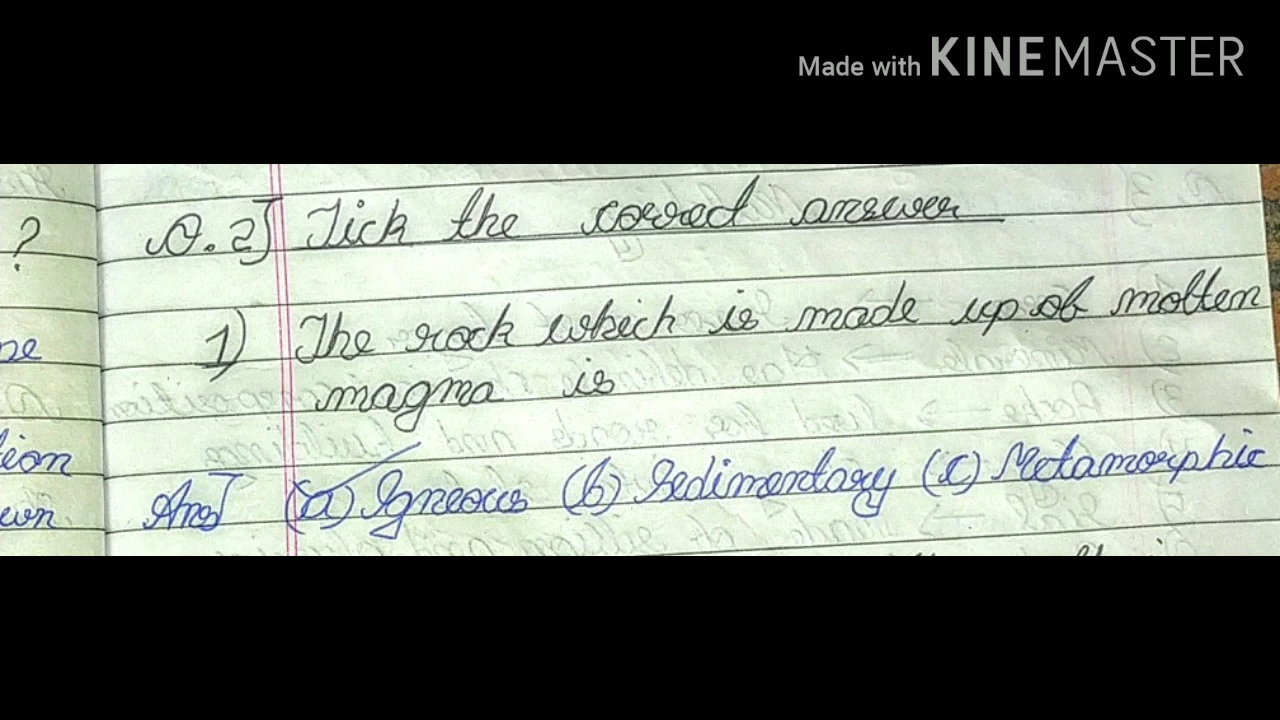 Made with KINEMASTER
?
Q.2] Tick the correct answer
1) The rock which is made up of molten
magma is
Ans] (a) Igneous (b) Sedimentary (c) Metamorphic